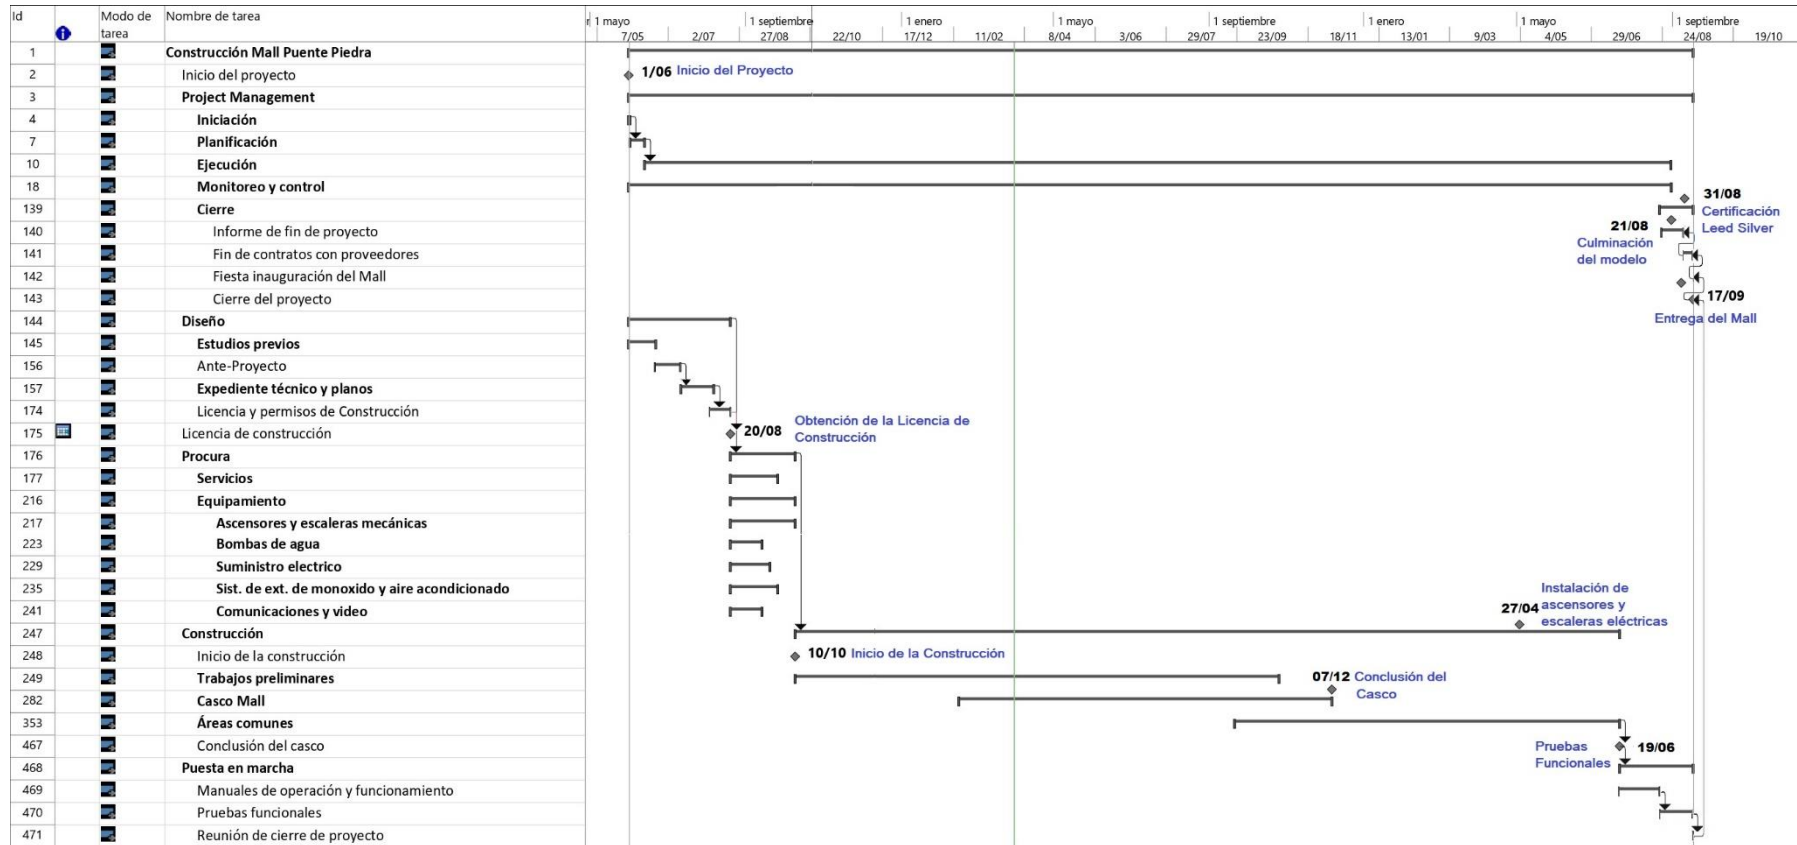 Id Modo de tarea Nombre de tarea
1 mayo 1 septiembre 1 enero 1 mayo 1 septiembre 1 enero 1 mayo 1 septiembre
7/05 2/07 27/08 22/10 17/12 11/02 8/04 3/06 29/07 23/09 18/11 13/01 9/03 4/05 29/06 24/08 19/10
1 Construcción Mall Puente Piedra
2 Inicio del proyecto 1/06 Inicio del Proyecto
3 Project Management
4 Iniciación
7 Planificación
10 Ejecución
18 Monitoreo y control 31/08
139 Cierre Certificación
140 Informe de fin de proyecto 21/08 Leed Silver
141 Fin de contratos con proveedores Culminación del modelo
142 Fiesta inauguración del Mall
143 Cierre del proyecto 17/09
144 Diseño Entrega del Mall
145 Estudios previos
156 Ante-Proyecto
157 Expediente técnico y planos
174 Licencia y permisos de Construcción
175 Licencia de construcción 20/08 Obtención de la Licencia de Construcción
176 Procura
177 Servicios
216 Equipamiento
217 Ascensores y escaleras mecánicas
223 Bombas de agua
229 Suministro electrico
235 Sist. de ext. de monoxido y aire acondicionado
241 Comunicaciones y video 27/04 Instalación de ascensores y escaleras eléctricas
247 Construcción
248 Inicio de la construcción 10/10 Inicio de la Construcción
249 Trabajos preliminares 07/12 Conclusión del Casco
282 Casco Mall
353 Áreas comunes
467 Conclusión del casco Pruebas Funcionales 19/06
468 Puesta en marcha
469 Manuales de operación y funcionamiento
470 Pruebas funcionales
471 Reunión de cierre de proyecto